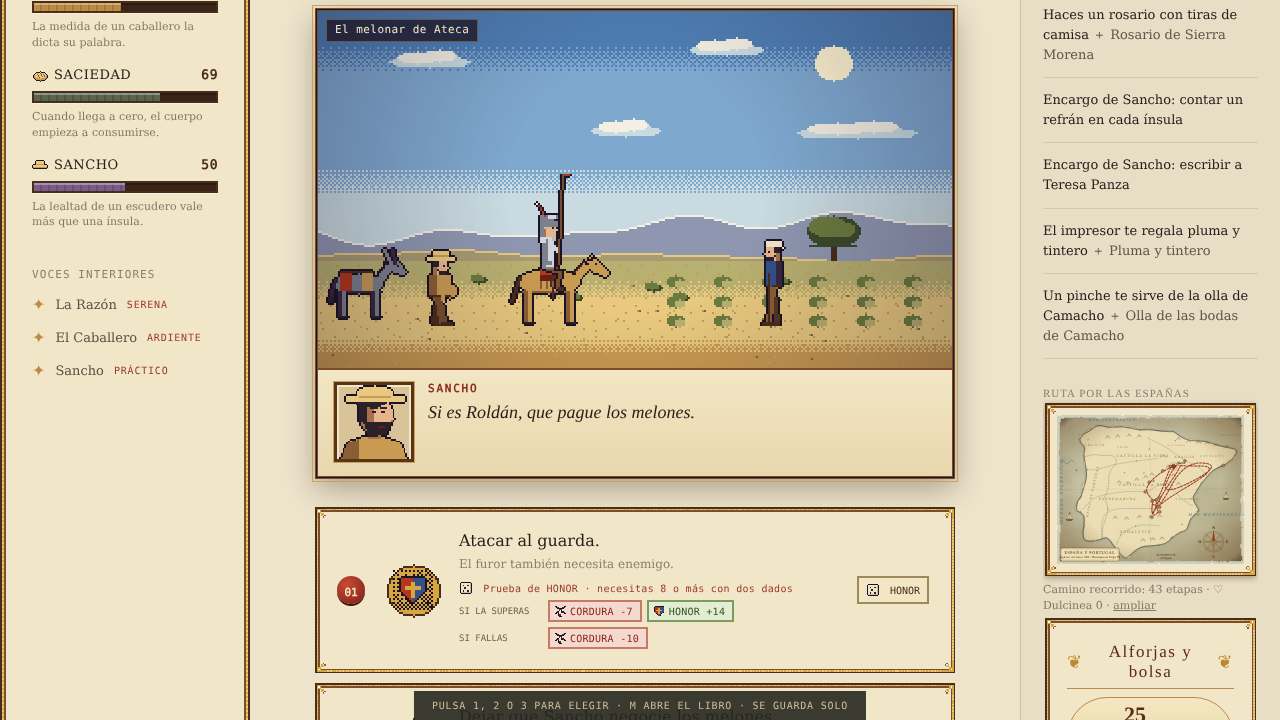 La medida de un caballero la
dicta su palabra.
SACIEDAD 69
Cuando llega a cero, el cuerpo
empieza a consumirse.
SANCHO 50
La lealtad de un escudero vale
más que una ínsula.
VOCES INTERIORES
La Razón SERENA
El Caballero ARDIENTE
Sancho PRÁCTICO
El melonar de Ateca
SANCHO
Si es Roldán, que pague los melones.
01
Atacar al guarda.
El furor también necesita enemigo.
Prueba de HONOR · necesitas 8 o más con dos dados
SI LA SUPERAS CORDURA -7 HONOR +14
SI FALLAS CORDURA -10
HONOR
Dejar que Sancho negocie los melones.
PULSA 1, 2 O 3 PARA ELEGIR · M ABRE EL LIBRO · SE GUARDA SOLO
Haces un rosario con tiras de
camisa + Rosario de Sierra
Morena
Encargo de Sancho: contar un
refrán en cada ínsula
Encargo de Sancho: escribir a
Teresa Panza
El impresor te regala pluma y
tintero + Pluma y tintero
Un pinche te sirve de la olla de
Camacho + Olla de las bodas
de Camacho
RUTA POR LAS ESPAÑAS
ESPAÑA Y PORTUGAL
Camino recorrido: 43 etapas · ♡
Dulcinea 0 · ampliar
Alforjas y
bolsa
25